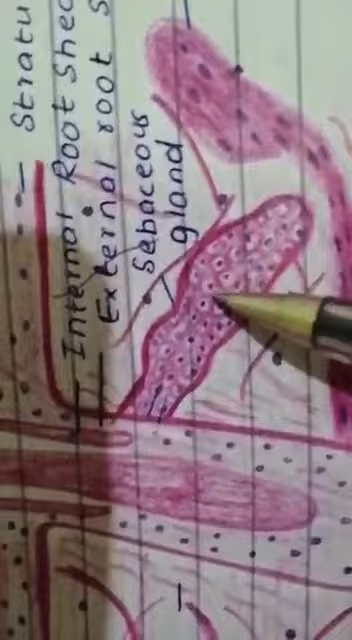 Stratu
Internal Root Shea
External root S
Sebaceous
gland